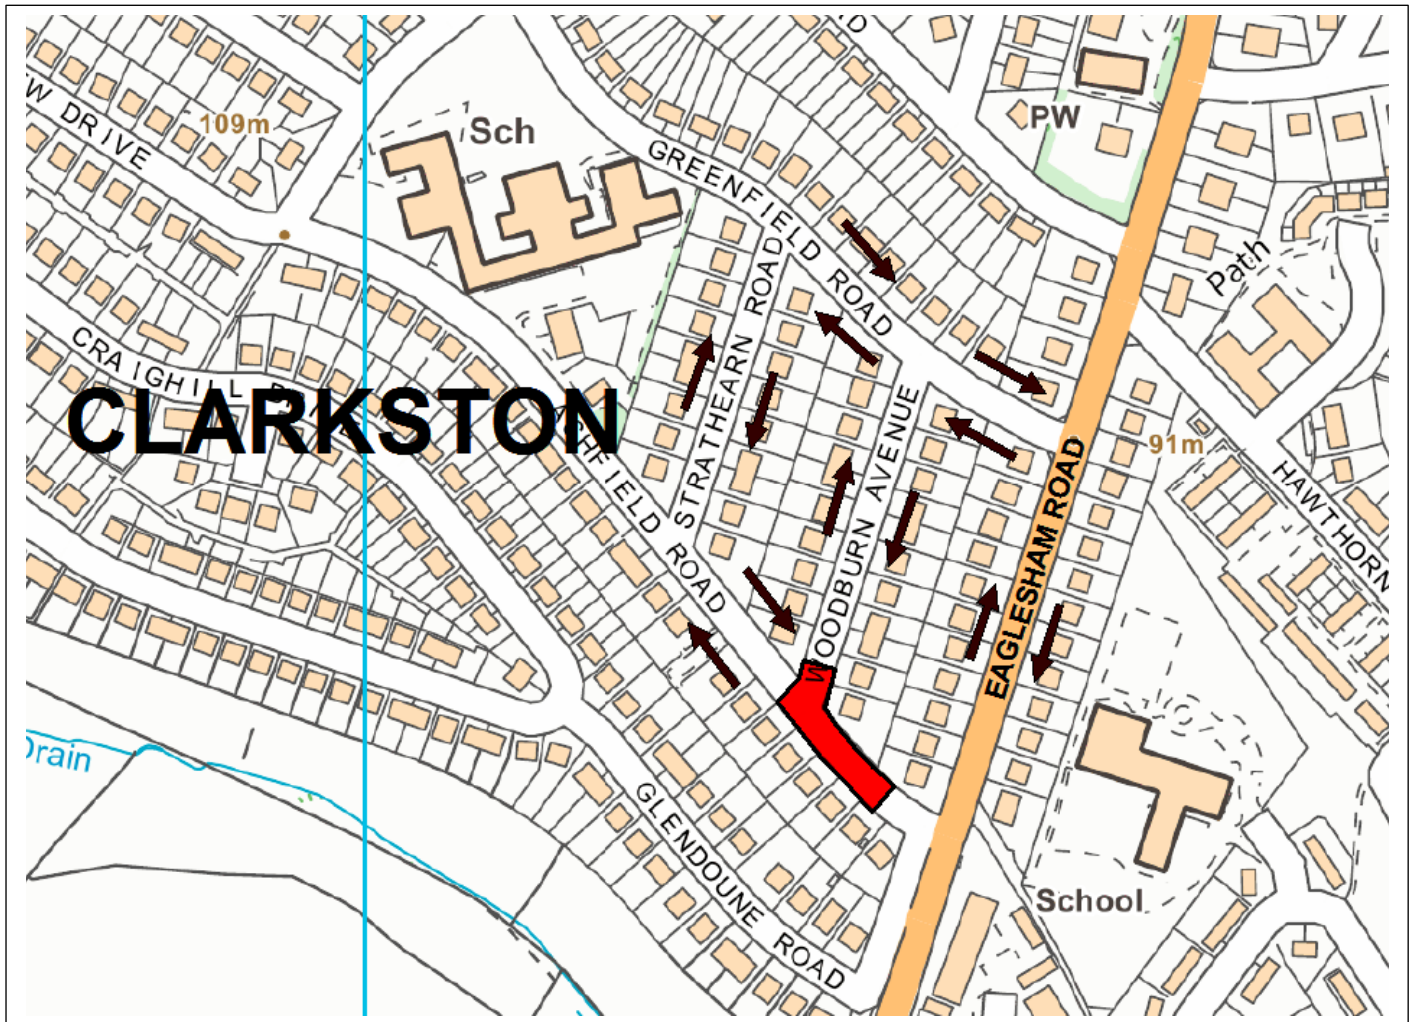 W DRIVE
109m
Sch
PW
GREENFIELD ROAD
Path
STRATHEARN ROAD
CRAIGHILL
CLARKSTON
HFIELD ROAD
WOODBURN AVENUE
EAGLESHAM ROAD
91m
HAWTHORN
Drain
GLENDOUNE ROAD
School